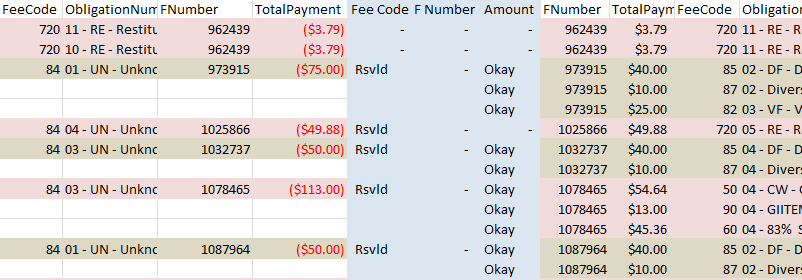 FeeCode ObligationNum FNumber TotalPayment Fee Code F Number Amount FNumber TotalPaym FeeCode Obligation
720 11 - RE - Restitu 962439 ($3.79) - - - 962439 $3.79 720 11 - RE - R
720 10 - RE - Restitu 962439 ($3.79) - - - 962439 $3.79 720 11 - RE - R
84 01 - UN - Unkno 973915 ($75.00) Rsvld - Okay 973915 $40.00 85 02 - DF - D
Okay 973915 $10.00 87 02 - Divers
Okay 973915 $25.00 82 03 - VF - V
84 04 - UN - Unkno 1025866 ($49.88) Rsvld - - 1025866 $49.88 720 05 - RE - R
84 03 - UN - Unkno 1032737 ($50.00) Rsvld - Okay 1032737 $40.00 85 04 - DF - D
Okay 1032737 $10.00 87 04 - Divers
84 03 - UN - Unkno 1078465 ($113.00) Rsvld - Okay 1078465 $54.64 50 04 - CW -
Okay 1078465 $13.00 90 04 - GIITEM
Okay 1078465 $45.36 60 04 - 83% S
84 01 - UN - Unkno 1087964 ($50.00) Rsvld - Okay 1087964 $40.00 85 02 - DF - D
Okay 1087964 $10.00 87 02 - Divers